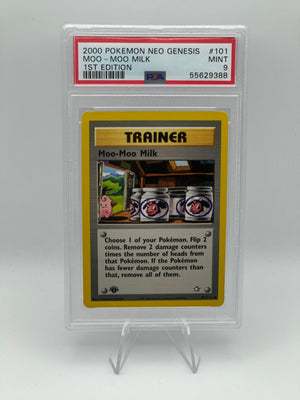 2000 POKEMON NEO GENESIS #101
MOO-MOO MILK MINT
1ST EDITION 9
PSA 55629388
TRAINER
Moo-Moo Milk
Choose 1 of your Pokémon. Flip 2
coins. Remove 2 damage counters
times the number of heads from
that Pokémon. If the Pokémon
has fewer damage counters than
that, remove all of them.